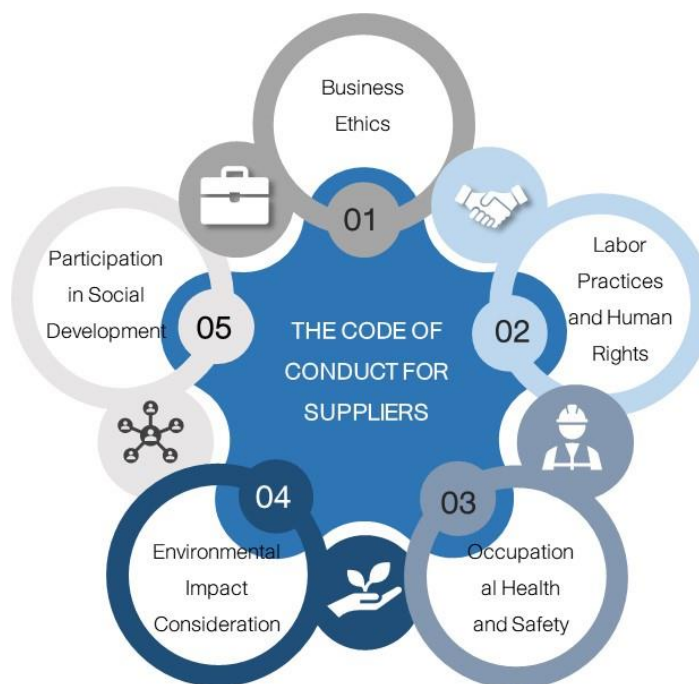 Business
Ethics
01
Labor
Practices
and Human
Rights
02
Occupation
al Health
and Safety
03
Environmental
Impact
Consideration
04
Participation
in Social
Development
05
THE CODE OF
CONDUCT FOR
SUPPLIERS